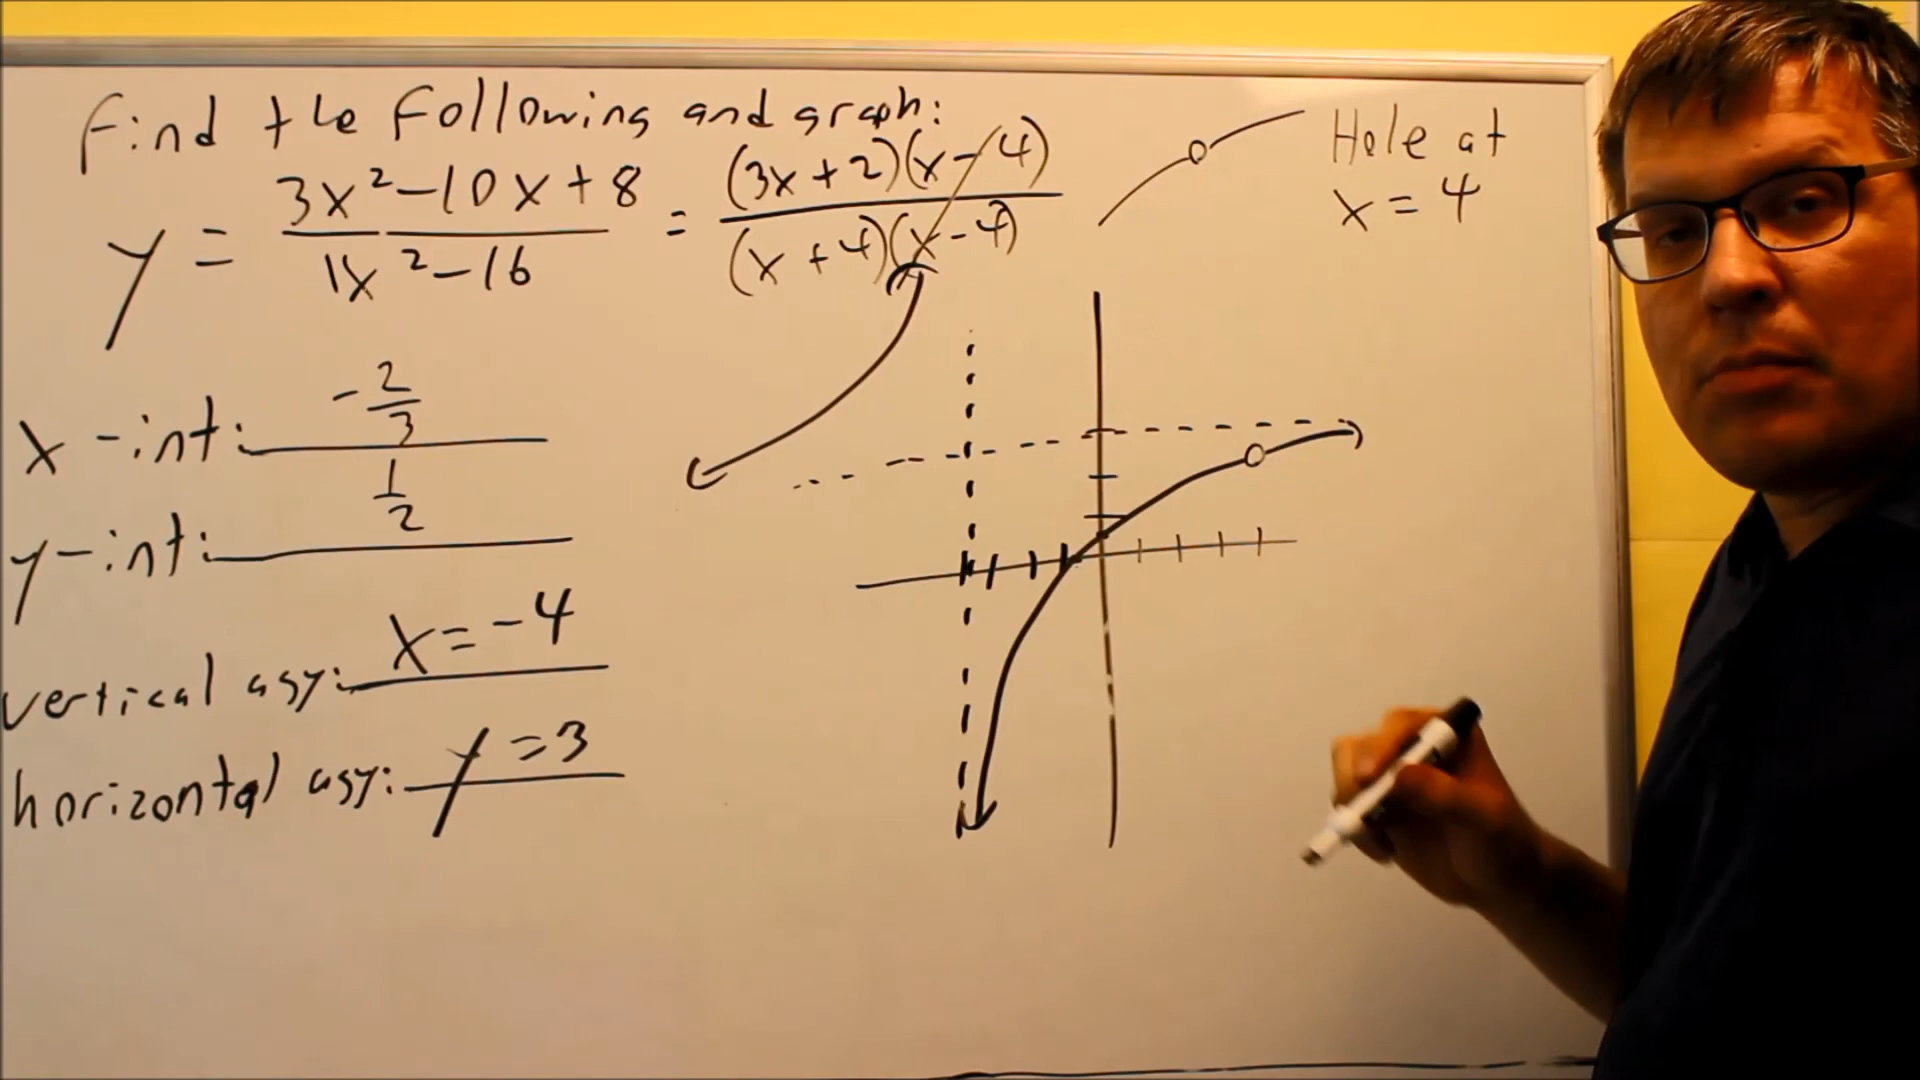 Find the following and graph:
y = 3x²-10x+8 / 1x²-16 = (3x+2)(x-4) / (x+4)(x-4)
Hole at
x = 4
x-int: -2/3
y-int: 1/2
vertical asy: x = -4
horizontal asy: y = 3